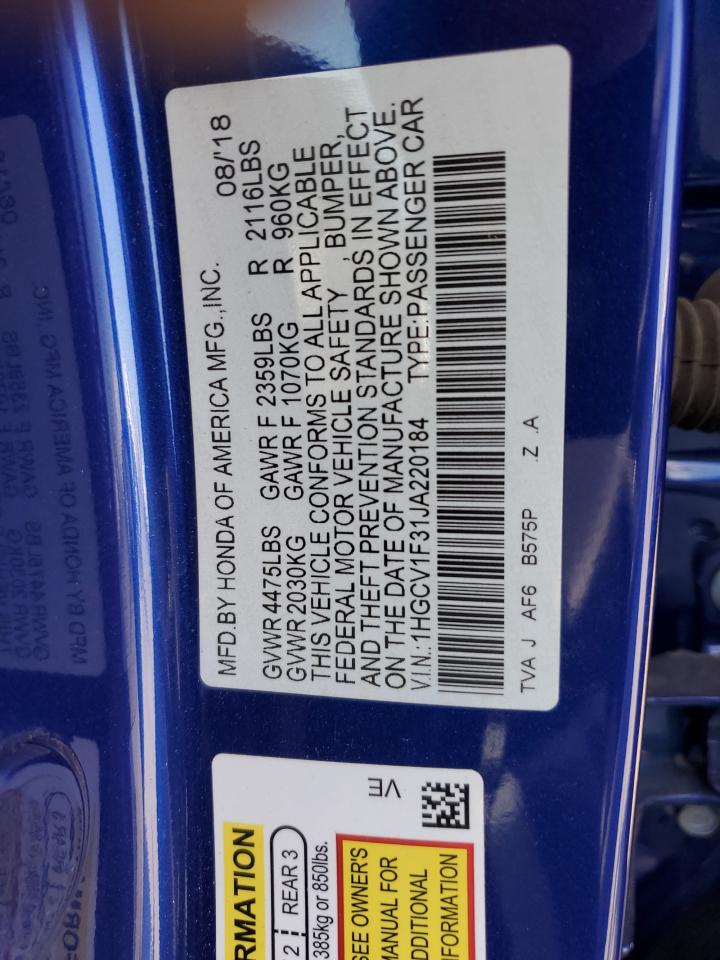 MFD.BY HONDA OF AMERICA MFG.,INC. 08/'18
GVWR 4475LBS GAWR F 2359LBS R 2116LBS
GVWR 2030KG GAWR F 1070KG R 960KG
THIS VEHICLE CONFORMS TO ALL APPLICABLE
FEDERAL MOTOR VEHICLE SAFETY, BUMPER,
AND THEFT PREVENTION STANDARDS IN EFFECT
ON THE DATE OF MANUFACTURE SHOWN ABOVE.
V.I.N.:1HGCV1F31JA220184 TYPE:PASSENGER CAR
TVA J AF6 B575P .Z .A
VE
RMATION
2 REAR 3
385kg or 850lbs.
SEE OWNER'S
MANUAL FOR
ADDITIONAL
INFORMATION